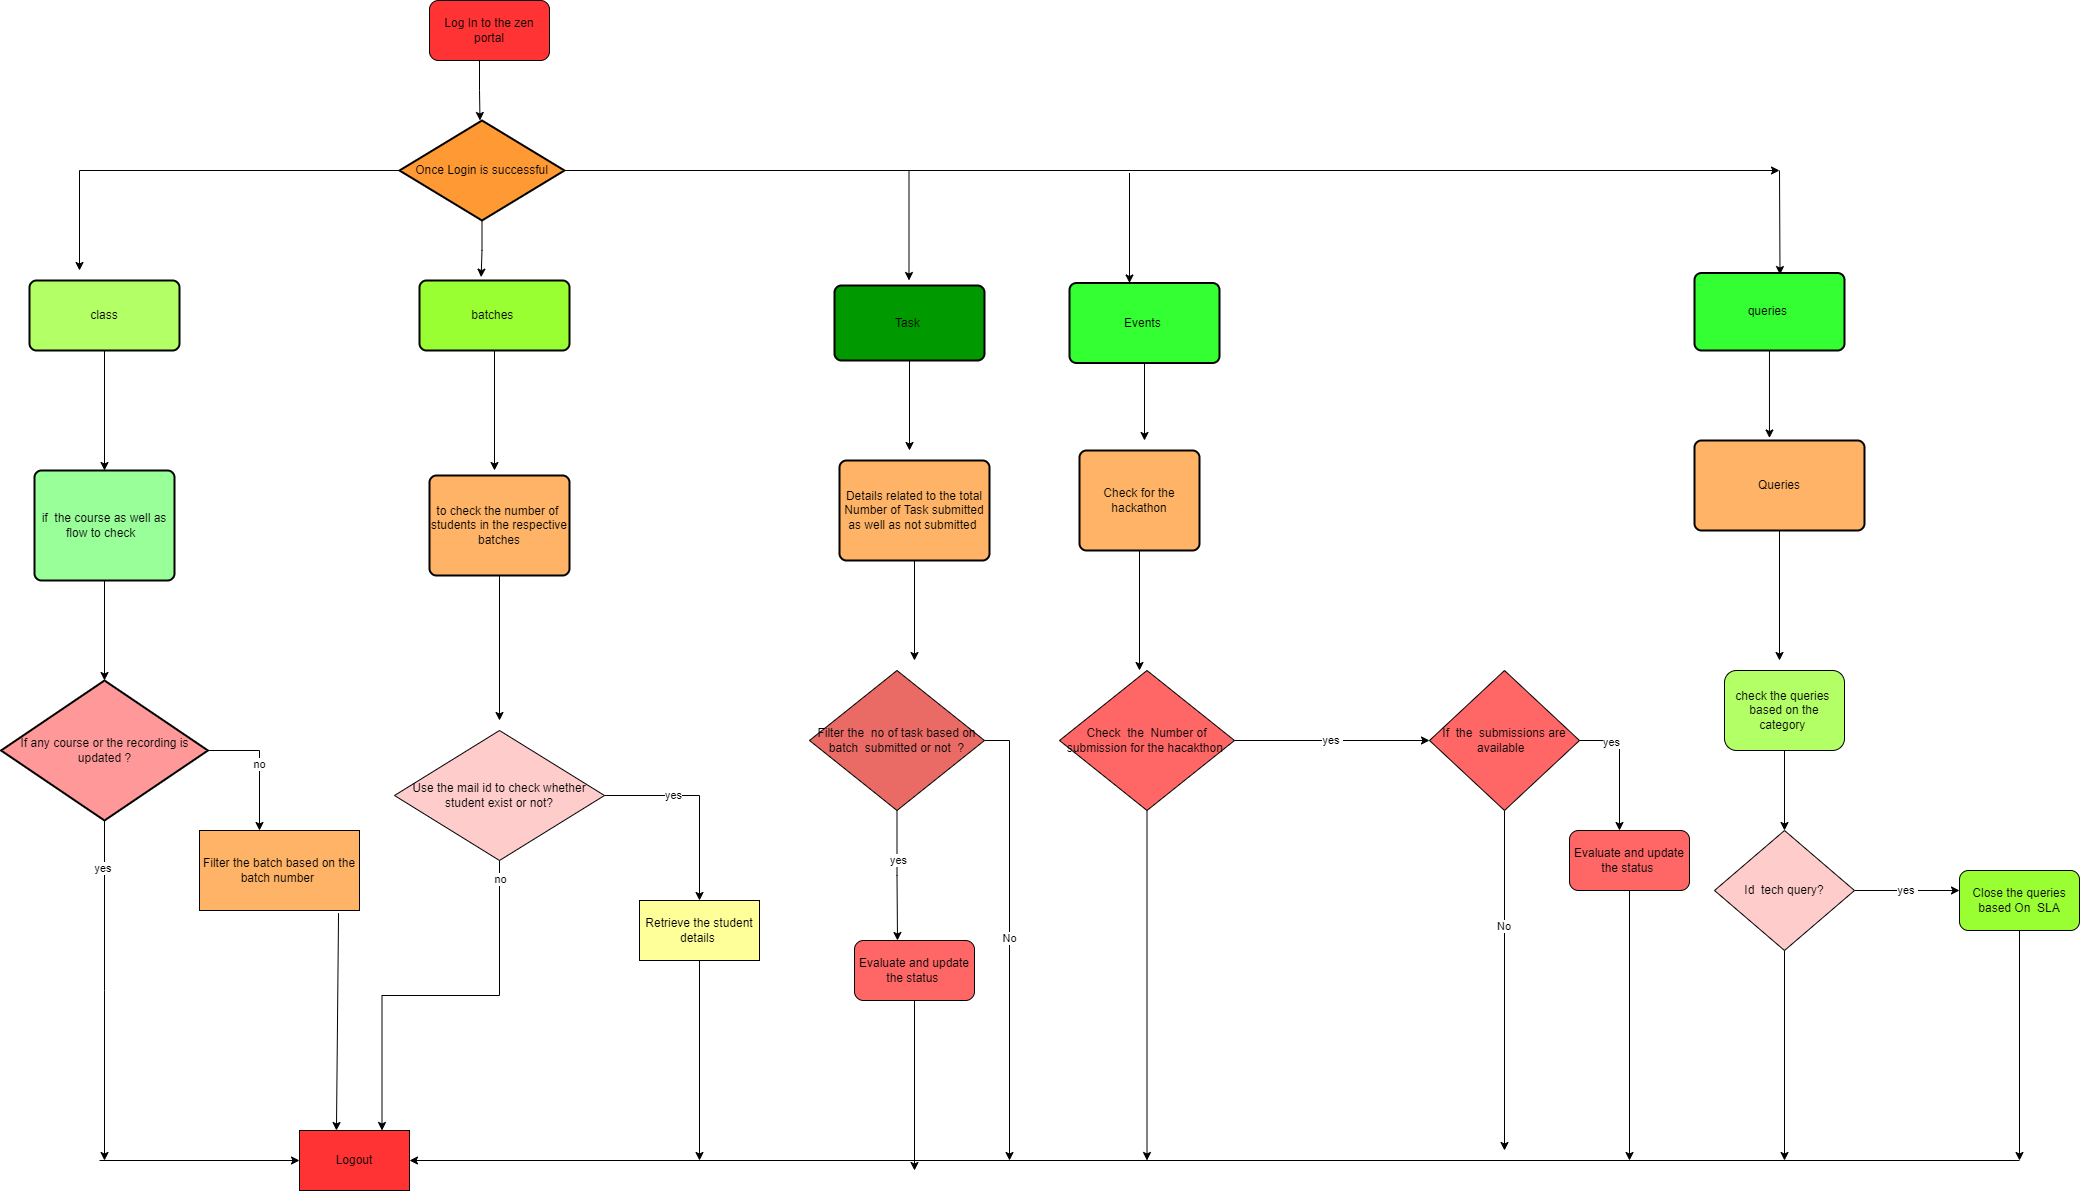 Log In to the zen
portal
Once Login is successful
class
batches
Task
Events
queries
if  the course as well as
flow to check
to check the number of
students in the respective
batches
Details related to the total
Number of Task submitted
as well as not submitted
Check for the
hackathon
Queries
If any course or the recording is
updated ?
no
yes
Filter the batch based on the
batch number
Use the mail id to check whether
student exist or not?
yes
no
Retrieve the student
details
Filter the  no of task based on
batch  submitted or not  ?
yes
No
Evaluate and update
the status
Check  the  Number of
submission for the hacakthon
yes
If  the  submissions are
available
yes
No
Evaluate and update
the status
check the queries
based on the
category
Id  tech query?
yes
Close the queries
based On  SLA
Logout